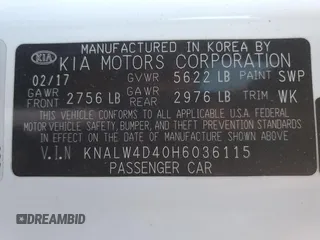 MANUFACTURED IN KOREA BY
KIA KIA MOTORS CORPORATION
02/17 GVWR 5622 LB PAINT SWP
GAWR FRONT 2756 LB GAWR REAR 2976 LB TRIM WK
THIS VEHICLE CONFORMS TO ALL APPLICABLE U.S.A FEDERAL
MOTOR VEHICLE SAFETY, BUMPER, AND THEFT PREVENTION STANDARDS
IN EFFECT ON THE DATE OF MANUFACTURE SHOWN ABOVE
V.I.N KNALW4D40H6036115
PASSENGER CAR
DREAMBID